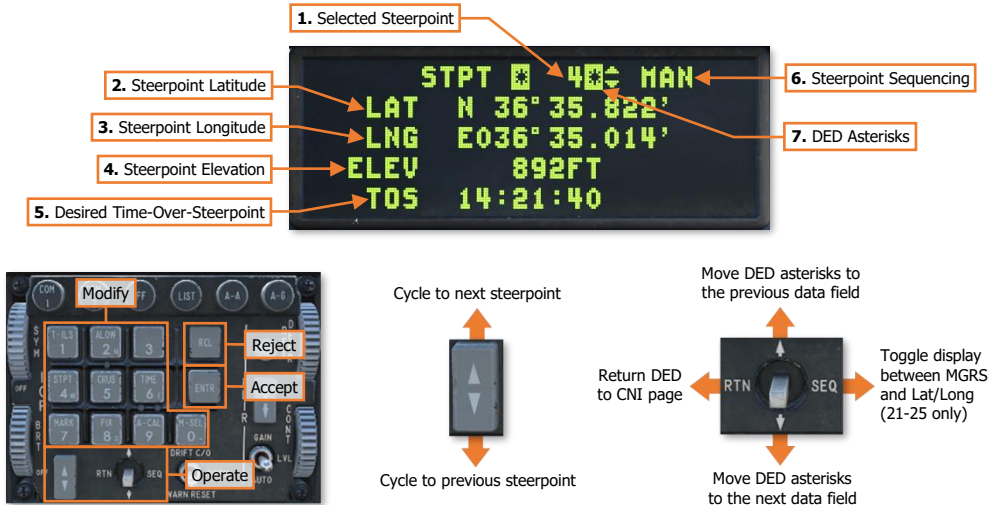 1. Selected Steerpoint
STPT * 4* MAN
LAT N 36°35.822'
LNG E036°35.014'
ELEV 892FT
TOS 14:21:40
2. Steerpoint Latitude
3. Steerpoint Longitude
4. Steerpoint Elevation
5. Desired Time-Over-Steerpoint
6. Steerpoint Sequencing
7. DED Asterisks
COM
1
LIST
A-A
A-G
Modify
T-ILS
1
ALOW
2
3
RCL
Reject
STPT
4
CRUS
5
TIME
6
ENTR
Accept
MARK
7
FIX
8
A-CAL
9
M-SEL
0
SYM
OFF
BRT
CONT
RTN
SEQ
DRIFT C/O
WARN RESET
GAIN
LVL
AUTO
Operate
Cycle to next steerpoint
Cycle to previous steerpoint
Move DED asterisks to
the previous data field
Return DED
to CNI page
RTN
SEQ
Toggle display
between MGRS
and Lat/Long
(21-25 only)
Move DED asterisks
to the next data field